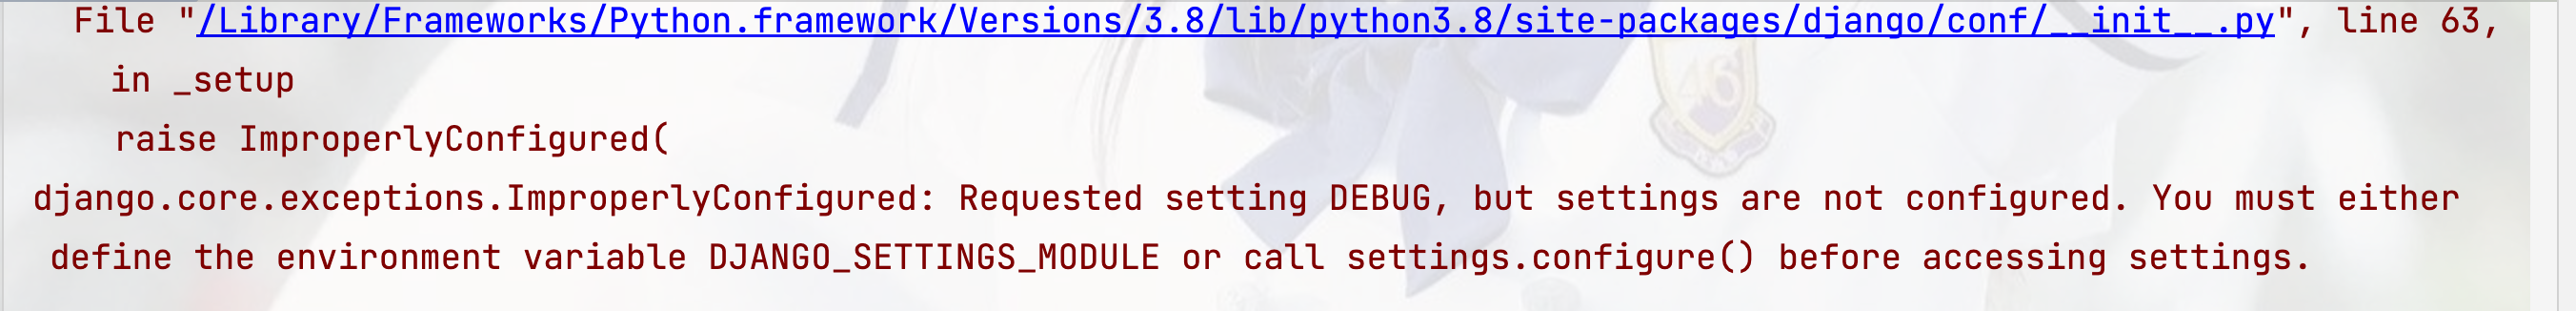 File "/Library/Frameworks/Python.framework/Versions/3.8/lib/python3.8/site-packages/django/conf/__init__.py", line 63,
in _setup
raise ImproperlyConfigured(
django.core.exceptions.ImproperlyConfigured: Requested setting DEBUG, but settings are not configured. You must either
define the environment variable DJANGO_SETTINGS_MODULE or call settings.configure() before accessing settings.
46